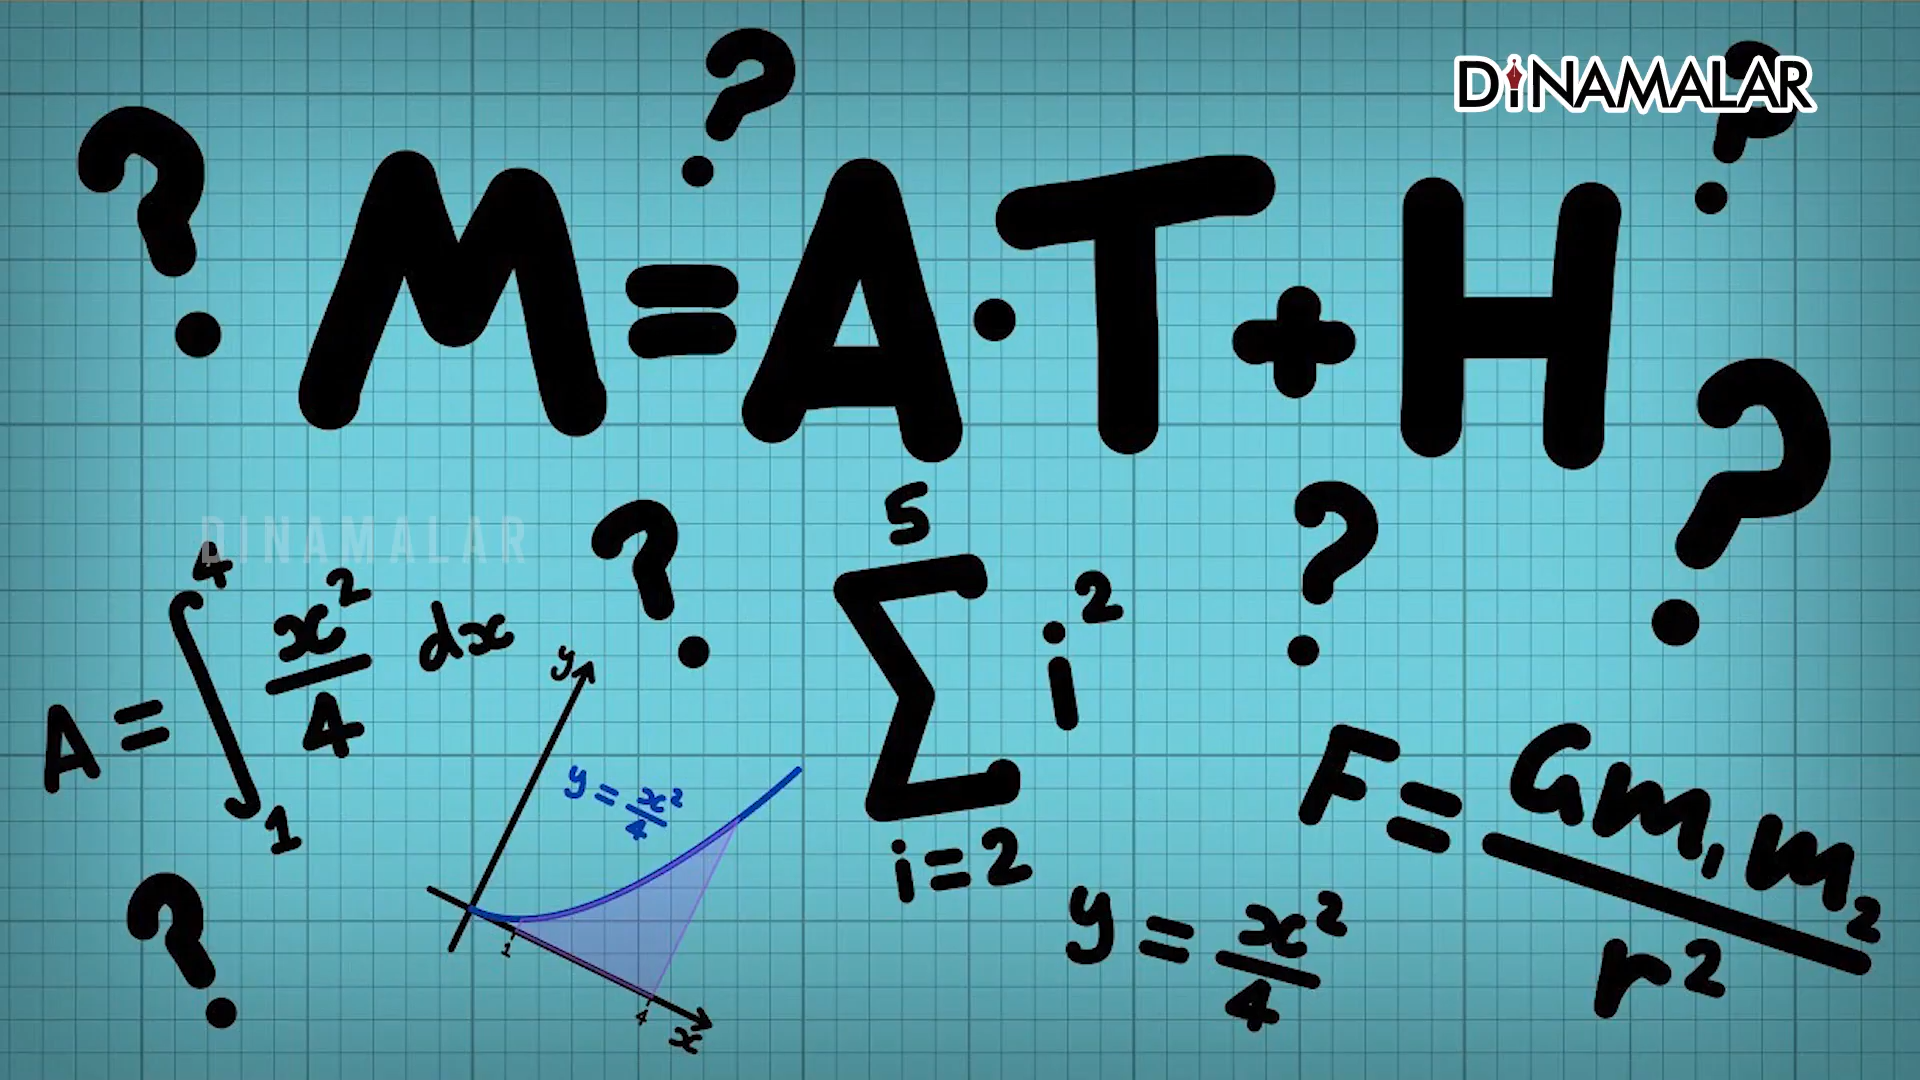 DINAMALAR
? ? ?
M=A·T+H
? ? ?
DINAMALAR
A = ∫₁⁴ x²/4 dx
5
Σ i²
i=2
y
y = x²/4
1
4
x
?
y = x²/4
F = Gm₁m₂/r²